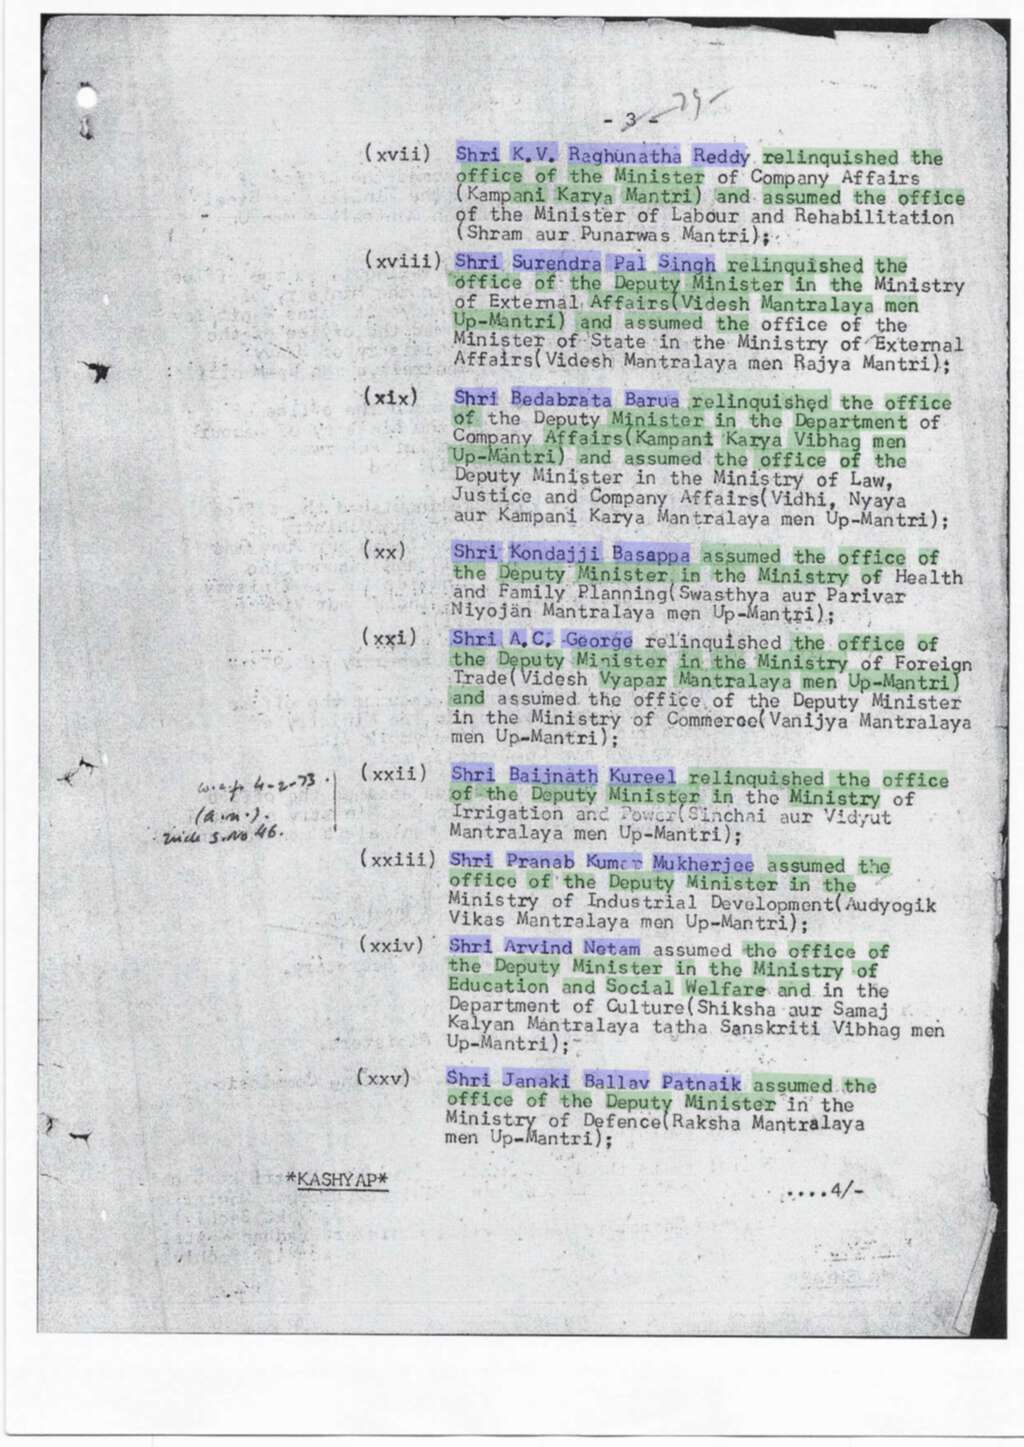 - 3 -
29-
(xvii) Shri K.V. Raghunatha Reddy relinquished the
office of the Minister of Company Affairs
(Kampani Karya Mantri) and assumed the office
of the Minister of Labour and Rehabilitation
(Shram aur Punarwas Mantri);
(xviii) Shri Surendra Pal Singh relinquished the
office of the Deputy Minister in the Ministry
of External Affairs(Videsh Mantralaya men
Up-Mantri) and assumed the office of the
Minister of State in the Ministry of External
Affairs(Videsh Mantralaya men Rajya Mantri);
(xix) Shri Bedabrata Barua relinquished the office
of the Deputy Minister in the Department of
Company Affairs(Kampani Karya Vibhag men
Up-Mantri) and assumed the office of the
Deputy Minister in the Ministry of Law,
Justice and Company Affairs(Vidhi, Nyaya
aur Kampani Karya Mantralaya men Up-Mantri);
(xx) Shri Kondajji Basappa assumed the office of
the Deputy Minister in the Ministry of Health
and Family Planning(Swasthya aur Parivar
Niyojan Mantralaya men Up-Mantri);
(xxi) Shri A.C. George relinquished the office of
the Deputy Minister in the Ministry of Foreign
Trade(Videsh Vyapar Mantralaya men Up-Mantri)
and assumed the office of the Deputy Minister
in the Ministry of Commerce(Vanijya Mantralaya
men Up-Mantri);
(xxii) Shri Baijnath Kureel relinquished the office
of the Deputy Minister in the Ministry of
Irrigation and Power(Sinchai aur Vidyut
Mantralaya men Up-Mantri);
w.e.f. 4-2-73
(a.m.).
vide S.No 46.
(xxiii) Shri Pranab Kumar Mukherjee assumed the
office of the Deputy Minister in the
Ministry of Industrial Development(Audyogik
Vikas Mantralaya men Up-Mantri);
(xxiv) Shri Arvind Netam assumed the office of
the Deputy Minister in the Ministry of
Education and Social Welfare and in the
Department of Culture(Shiksha aur Samaj
Kalyan Mantralaya tatha Sanskriti Vibhag men
Up-Mantri);
(xxv) Shri Janaki Ballav Patnaik assumed the
office of the Deputy Minister in the
Ministry of Defence(Raksha Mantralaya
men Up-Mantri);
*KASHYAP*
....4/-